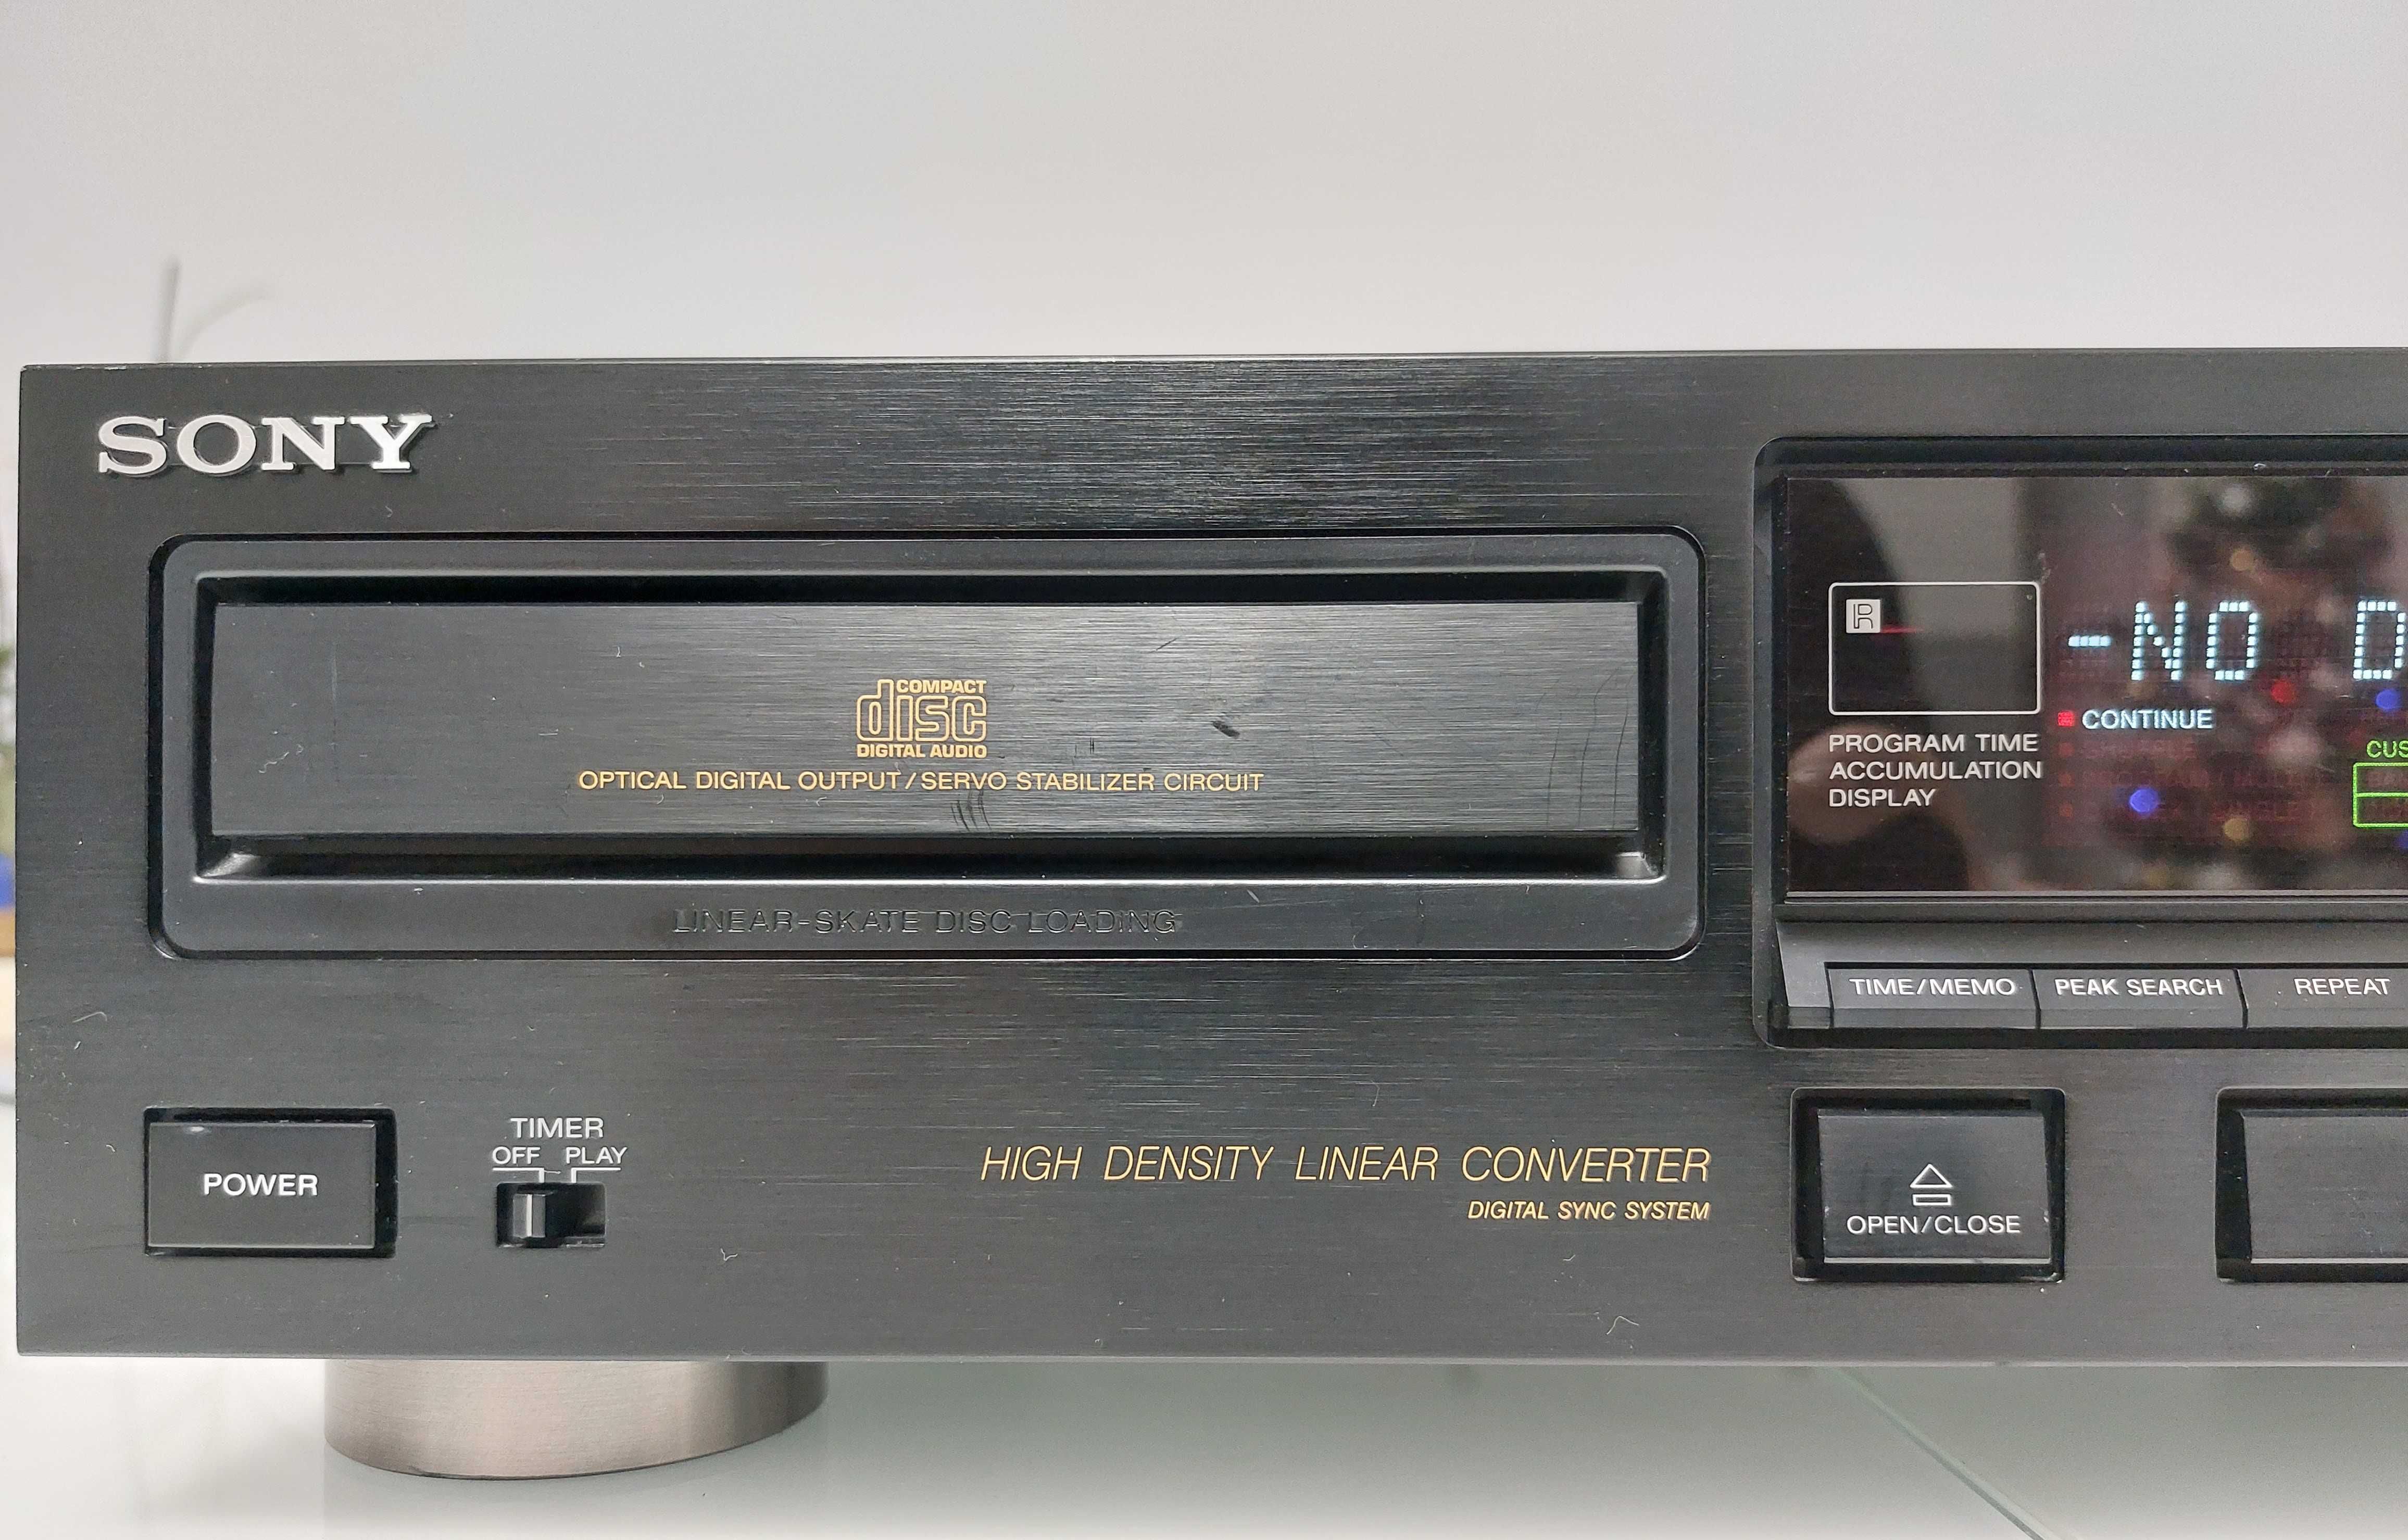 SONY
COMPACT
disc
DIGITAL AUDIO
OPTICAL DIGITAL OUTPUT/SERVO STABILIZER CIRCUIT
LINEAR-SKATE DISC LOADING
R
-NO D
CONTINUE
SHUFFLE
CUS
PROGRAM TIME
ACCUMULATION
DISPLAY
TIME/MEMO PEAK SEARCH REPEAT
POWER
TIMER
OFF PLAY
HIGH DENSITY LINEAR CONVERTER
DIGITAL SYNC SYSTEM
OPEN/CLOSE